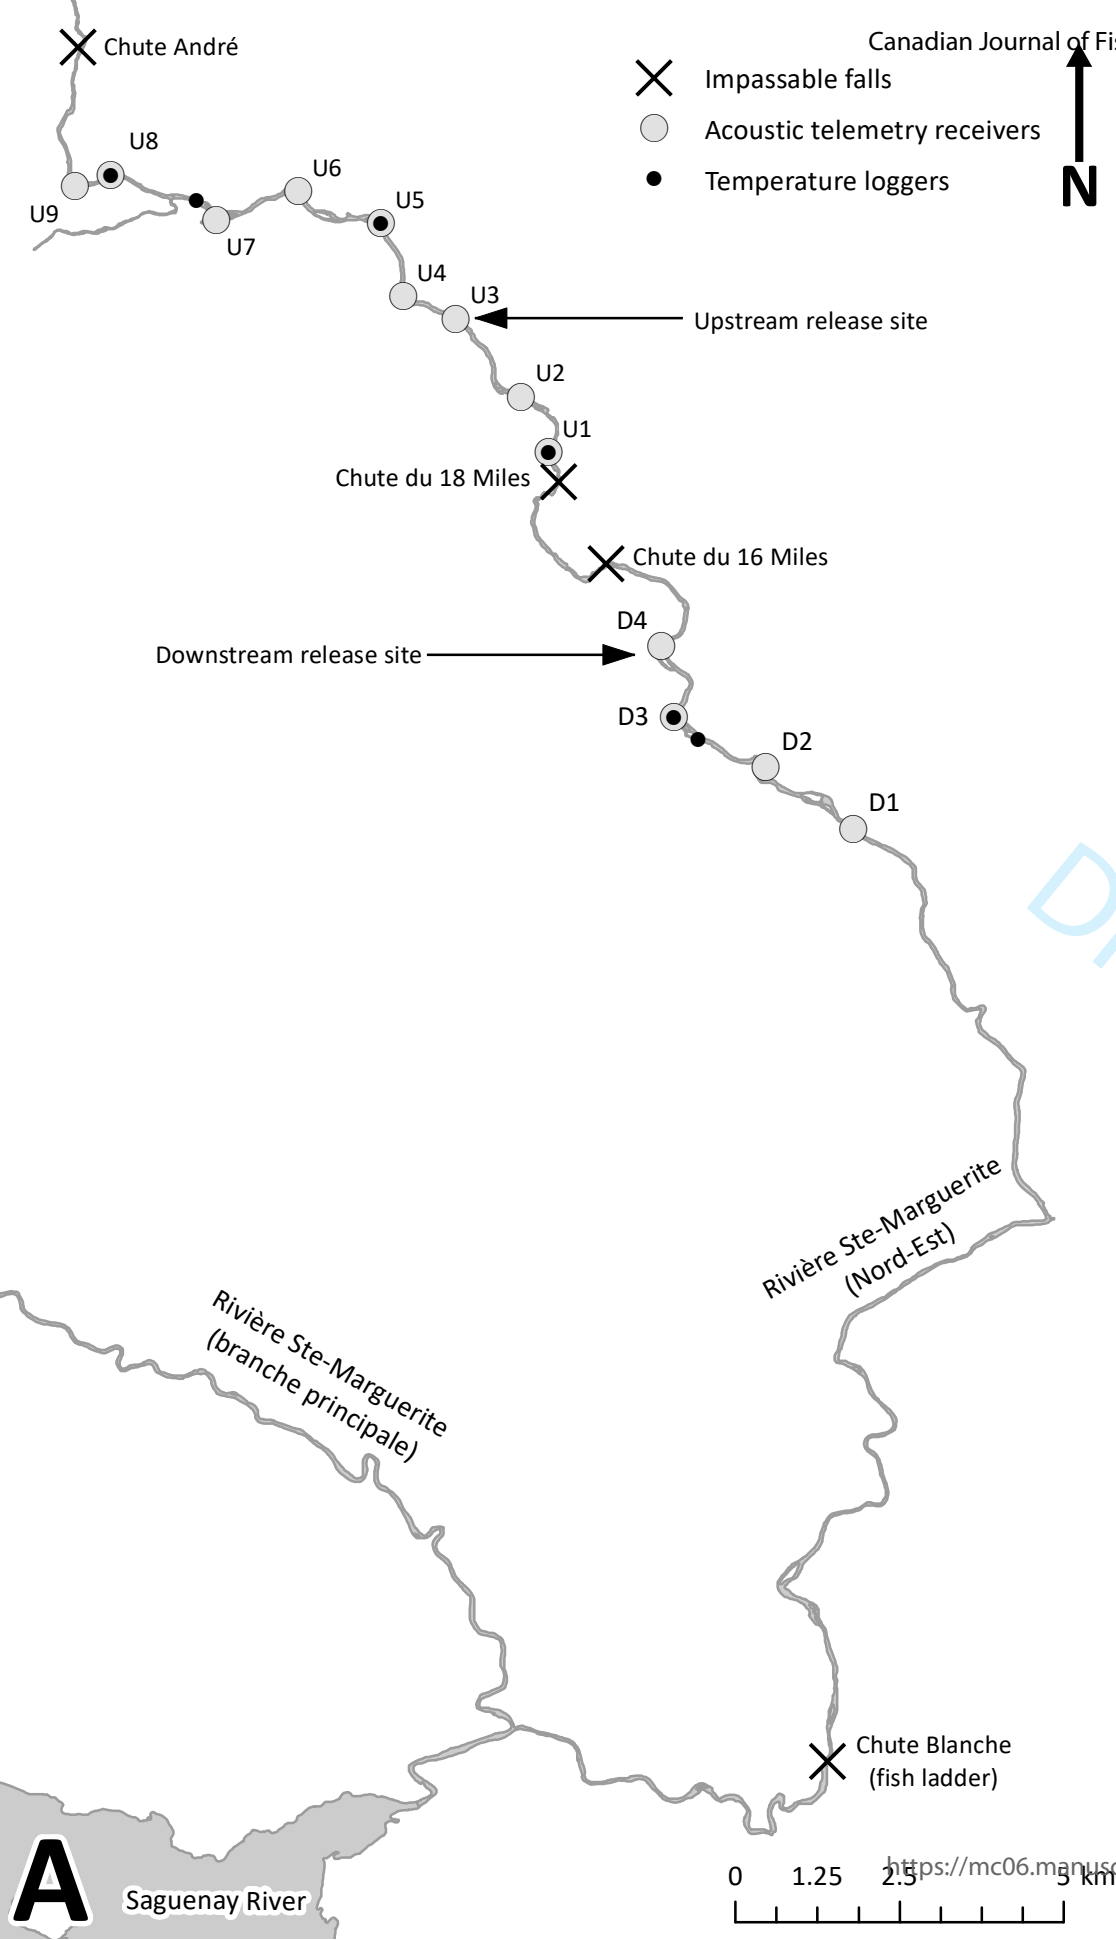 Canadian Journal of Fis
Chute André
Impassable falls
Acoustic telemetry receivers
Temperature loggers
N
U8
U6
U5
U9
U7
U4
U3
Upstream release site
U2
U1
Chute du 18 Miles
Chute du 16 Miles
D4
Downstream release site
D3
D2
D1
Rivière Ste-Marguerite
(Nord-Est)
Rivière Ste-Marguerite
(branche principale)
Chute Blanche
(fish ladder)
A
Saguenay River
0 1.25 2.5 5 km
https://mc06.manusc